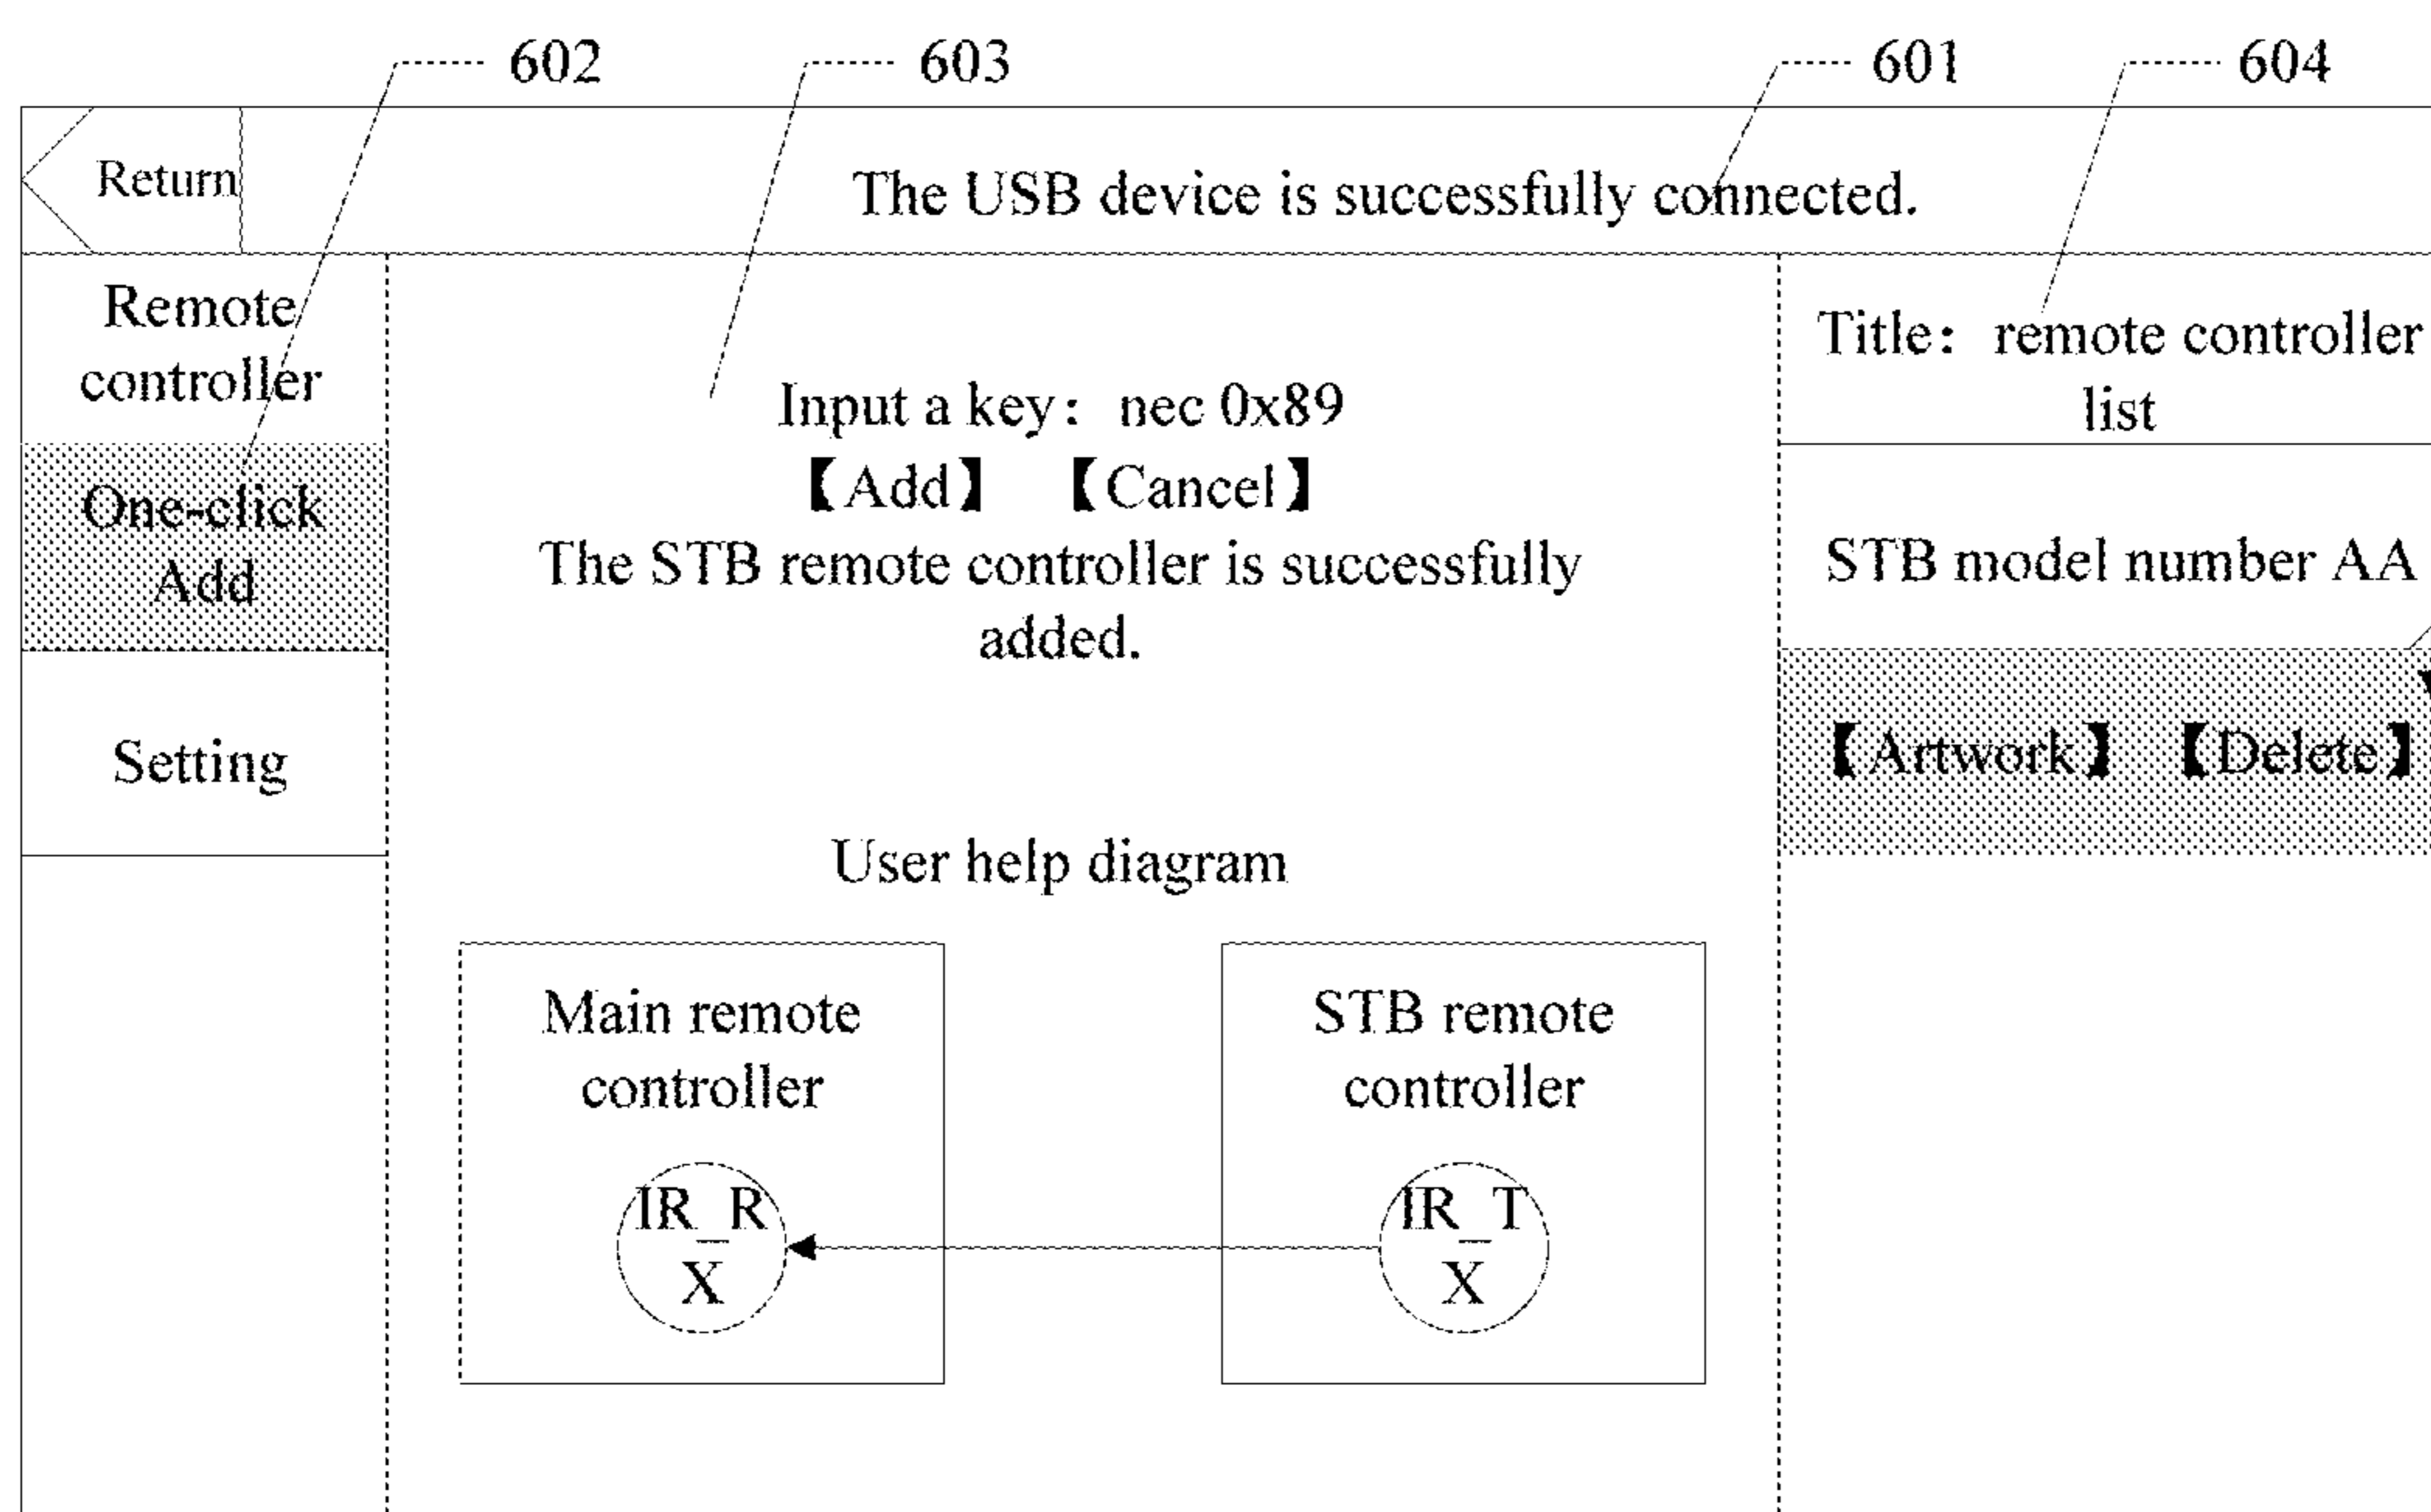 602
603
601
604
Return
The USB device is successfully connected.
Remote
controller
One-click
Add
Setting
Input a key：nec 0x89
【Add】 【Cancel】
The STB remote controller is successfully
added.
User help diagram
Main remote
controller
IR_R
X
STB remote
controller
IR_T
X
Title：remote controller
list
STB model number AA
【Artwork】 【Delete】